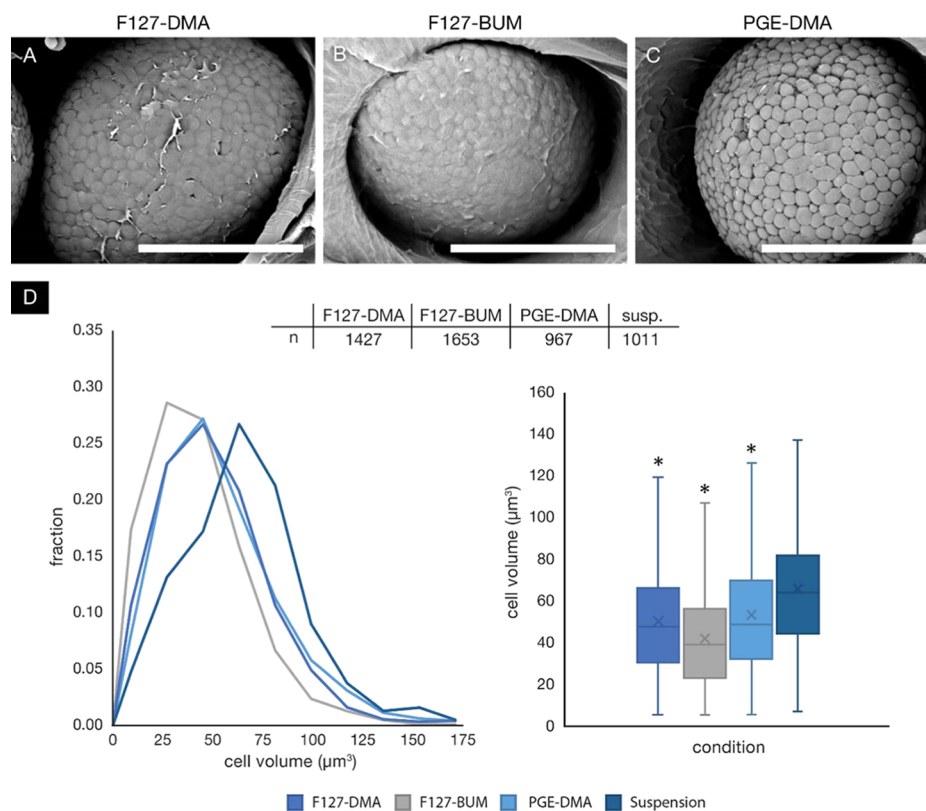 F127-DMA F127-BUM PGE-DMA
A B C
D
F127-DMA F127-BUM PGE-DMA susp.
n 1427 1653 967 1011
0.35
0.30
0.25
0.20
0.15
0.10
0.05
0.00
fraction
0 25 50 75 100 125 150 175
cell volume (µm³)
160
140
120
100
80
60
40
20
0
cell volume (µm³)
* * *
condition
F127-DMA F127-BUM PGE-DMA Suspension